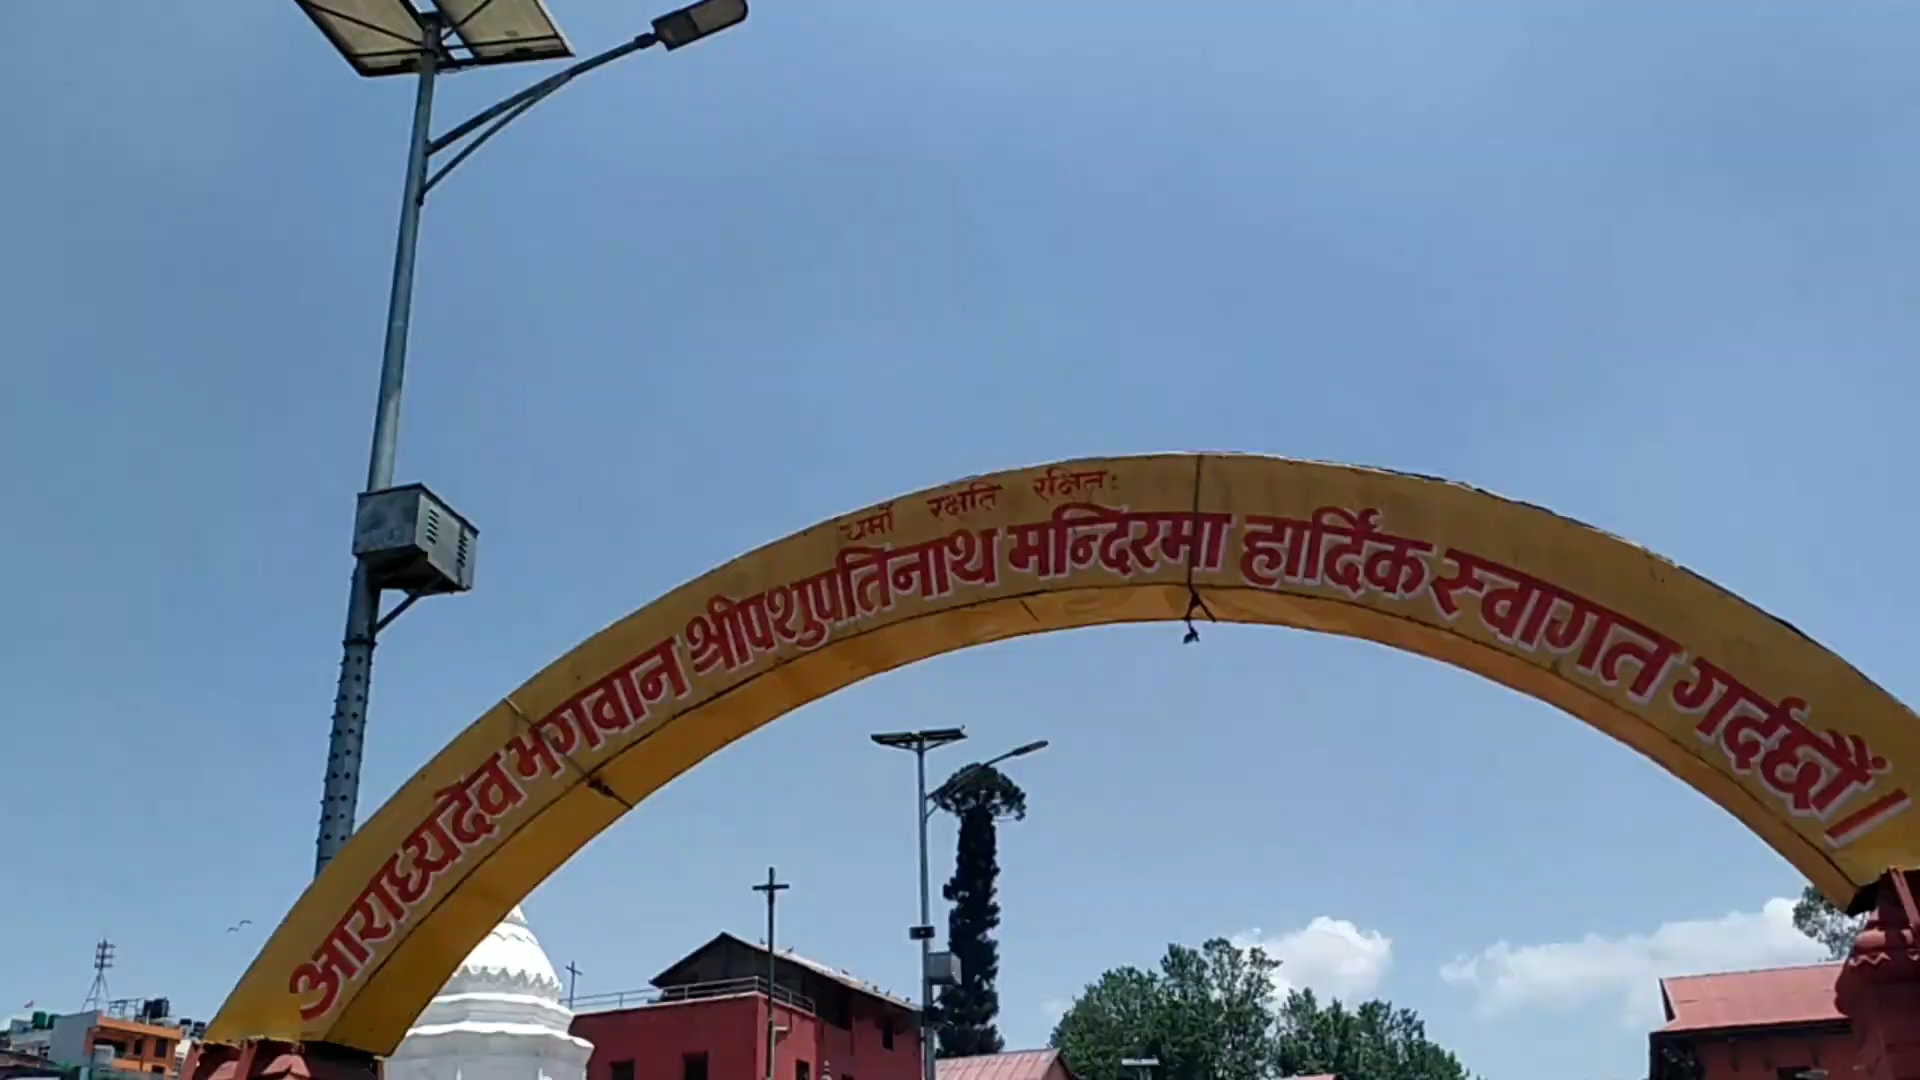 धर्मो रक्षति रक्षितः
आराध्यदेव भगवान श्रीपशुपतिनाथ मन्दिरमा हार्दिक स्वागत गर्दछौं।